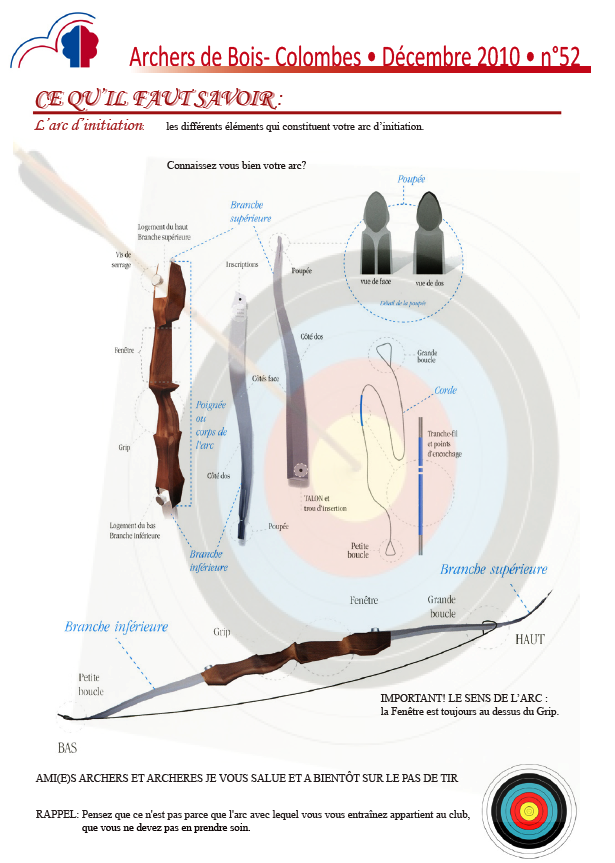 Archers de Bois- Colombes • Décembre 2010 • n°52
CE QU'IL FAUT SAVOIR :
L'arc d'initiation: les différents éléments qui constituent votre arc d'initiation.
Connaissez vous bien votre arc?
Poupée
vue de face
vue de dos
Détail de la poupée
Branche
supérieure
Logement du haut
Branche supérieure
Vis de
serrage
Inscriptions
Poupée
Fenêtre
Côté dos
Grande
boucle
Côtés face
Corde
Poignée
ou
corps de
l'arc
Grip
Tranche-fil
et points
d'encochage
Côté dos
TALON et
trou d'insertion
Logement du bas
Branche inférieure
Poupée
Branche
inférieure
Petite
boucle
Branche supérieure
Fenêtre
Grande
boucle
Branche inférieure
Grip
HAUT
Petite
boucle
IMPORTANT! LE SENS DE L'ARC :
la Fenêtre est toujours au dessus du Grip.
BAS
AMI(E)S ARCHERS ET ARCHERES JE VOUS SALUE ET A BIENTÔT SUR LE PAS DE TIR
RAPPEL: Pensez que ce n'est pas parce que l'arc avec lequel vous vous entraînez appartient au club,
que vous ne devez pas en prendre soin.